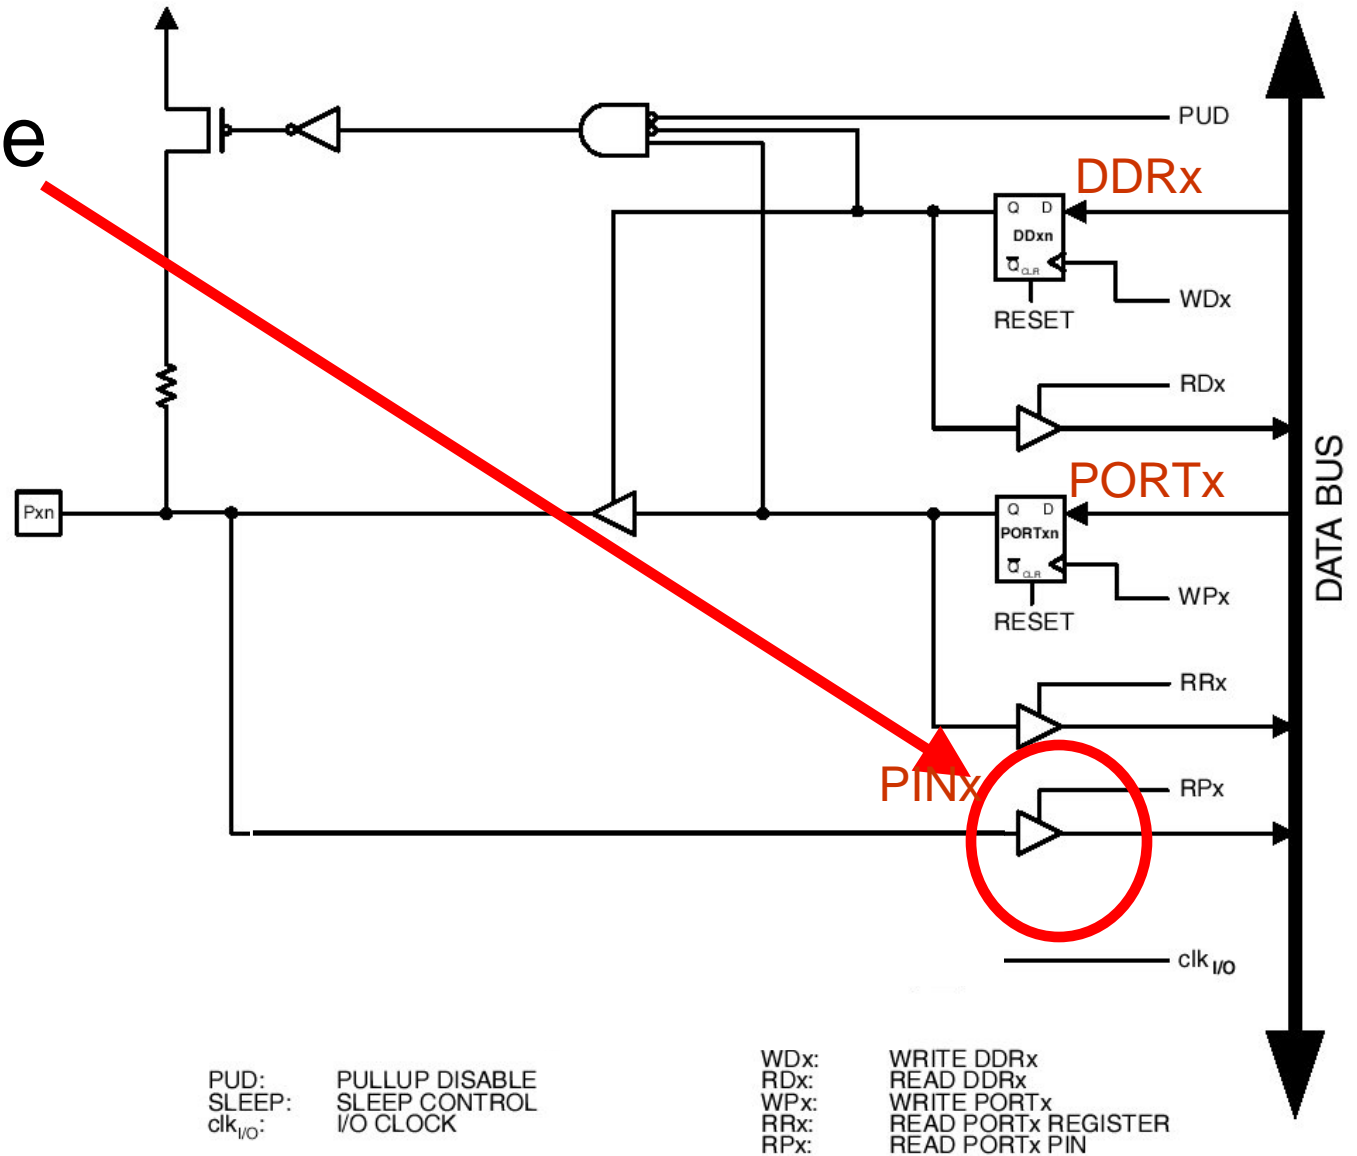 e
PUD
DDRx
Q D
DDxn
Q CLR
WDx
RESET
RDx
PORTx
Pxn
Q D
PORTxn
Q CLR
WPx
RESET
DATA BUS
RRx
PINx
RPx
clk I/O
PUD: PULLUP DISABLE
SLEEP: SLEEP CONTROL
clkI/O: I/O CLOCK
WDx: WRITE DDRx
RDx: READ DDRx
WPx: WRITE PORTx
RRx: READ PORTx REGISTER
RPx: READ PORTx PIN